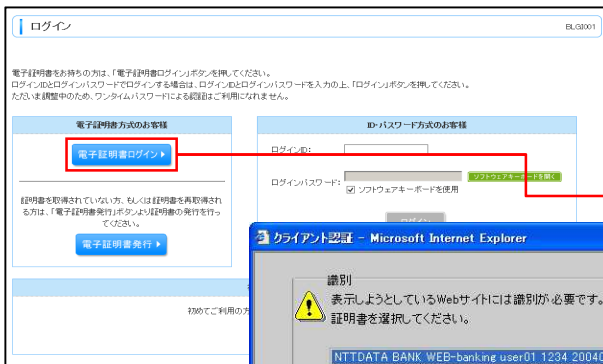 ログイン
BLGI001
電子証明書をお持ちの方は、「電子証明書ログイン」ボタンを押してください。
ログインIDとログインパスワードでログインする場合は、ログインIDとログインパスワードを入力の上、「ログイン」ボタンを押してください。
ただいま調整中のため、ワンタイムパスワードによる認証はご利用になれません。
電子証明書方式のお客様
ID・パスワード方式のお客様
電子証明書ログイン
ログインID:
ログインパスワード:
ソフトウェアキーボードを開く
ソフトウェアキーボードを使用
証明書を取得されていない方、もしくは証明書を再取得され
る方は、「電子証明書発行」ボタンより証明書の発行を行っ
てください。
ログイン
電子証明書発行
クライアント認証 - Microsoft Internet Explorer
識別
表示しようとしているWebサイトには識別が必要です。
証明書を選択してください。
初めてご利用の方
NTTDATA BANK WEB-banking user01 1234 20040